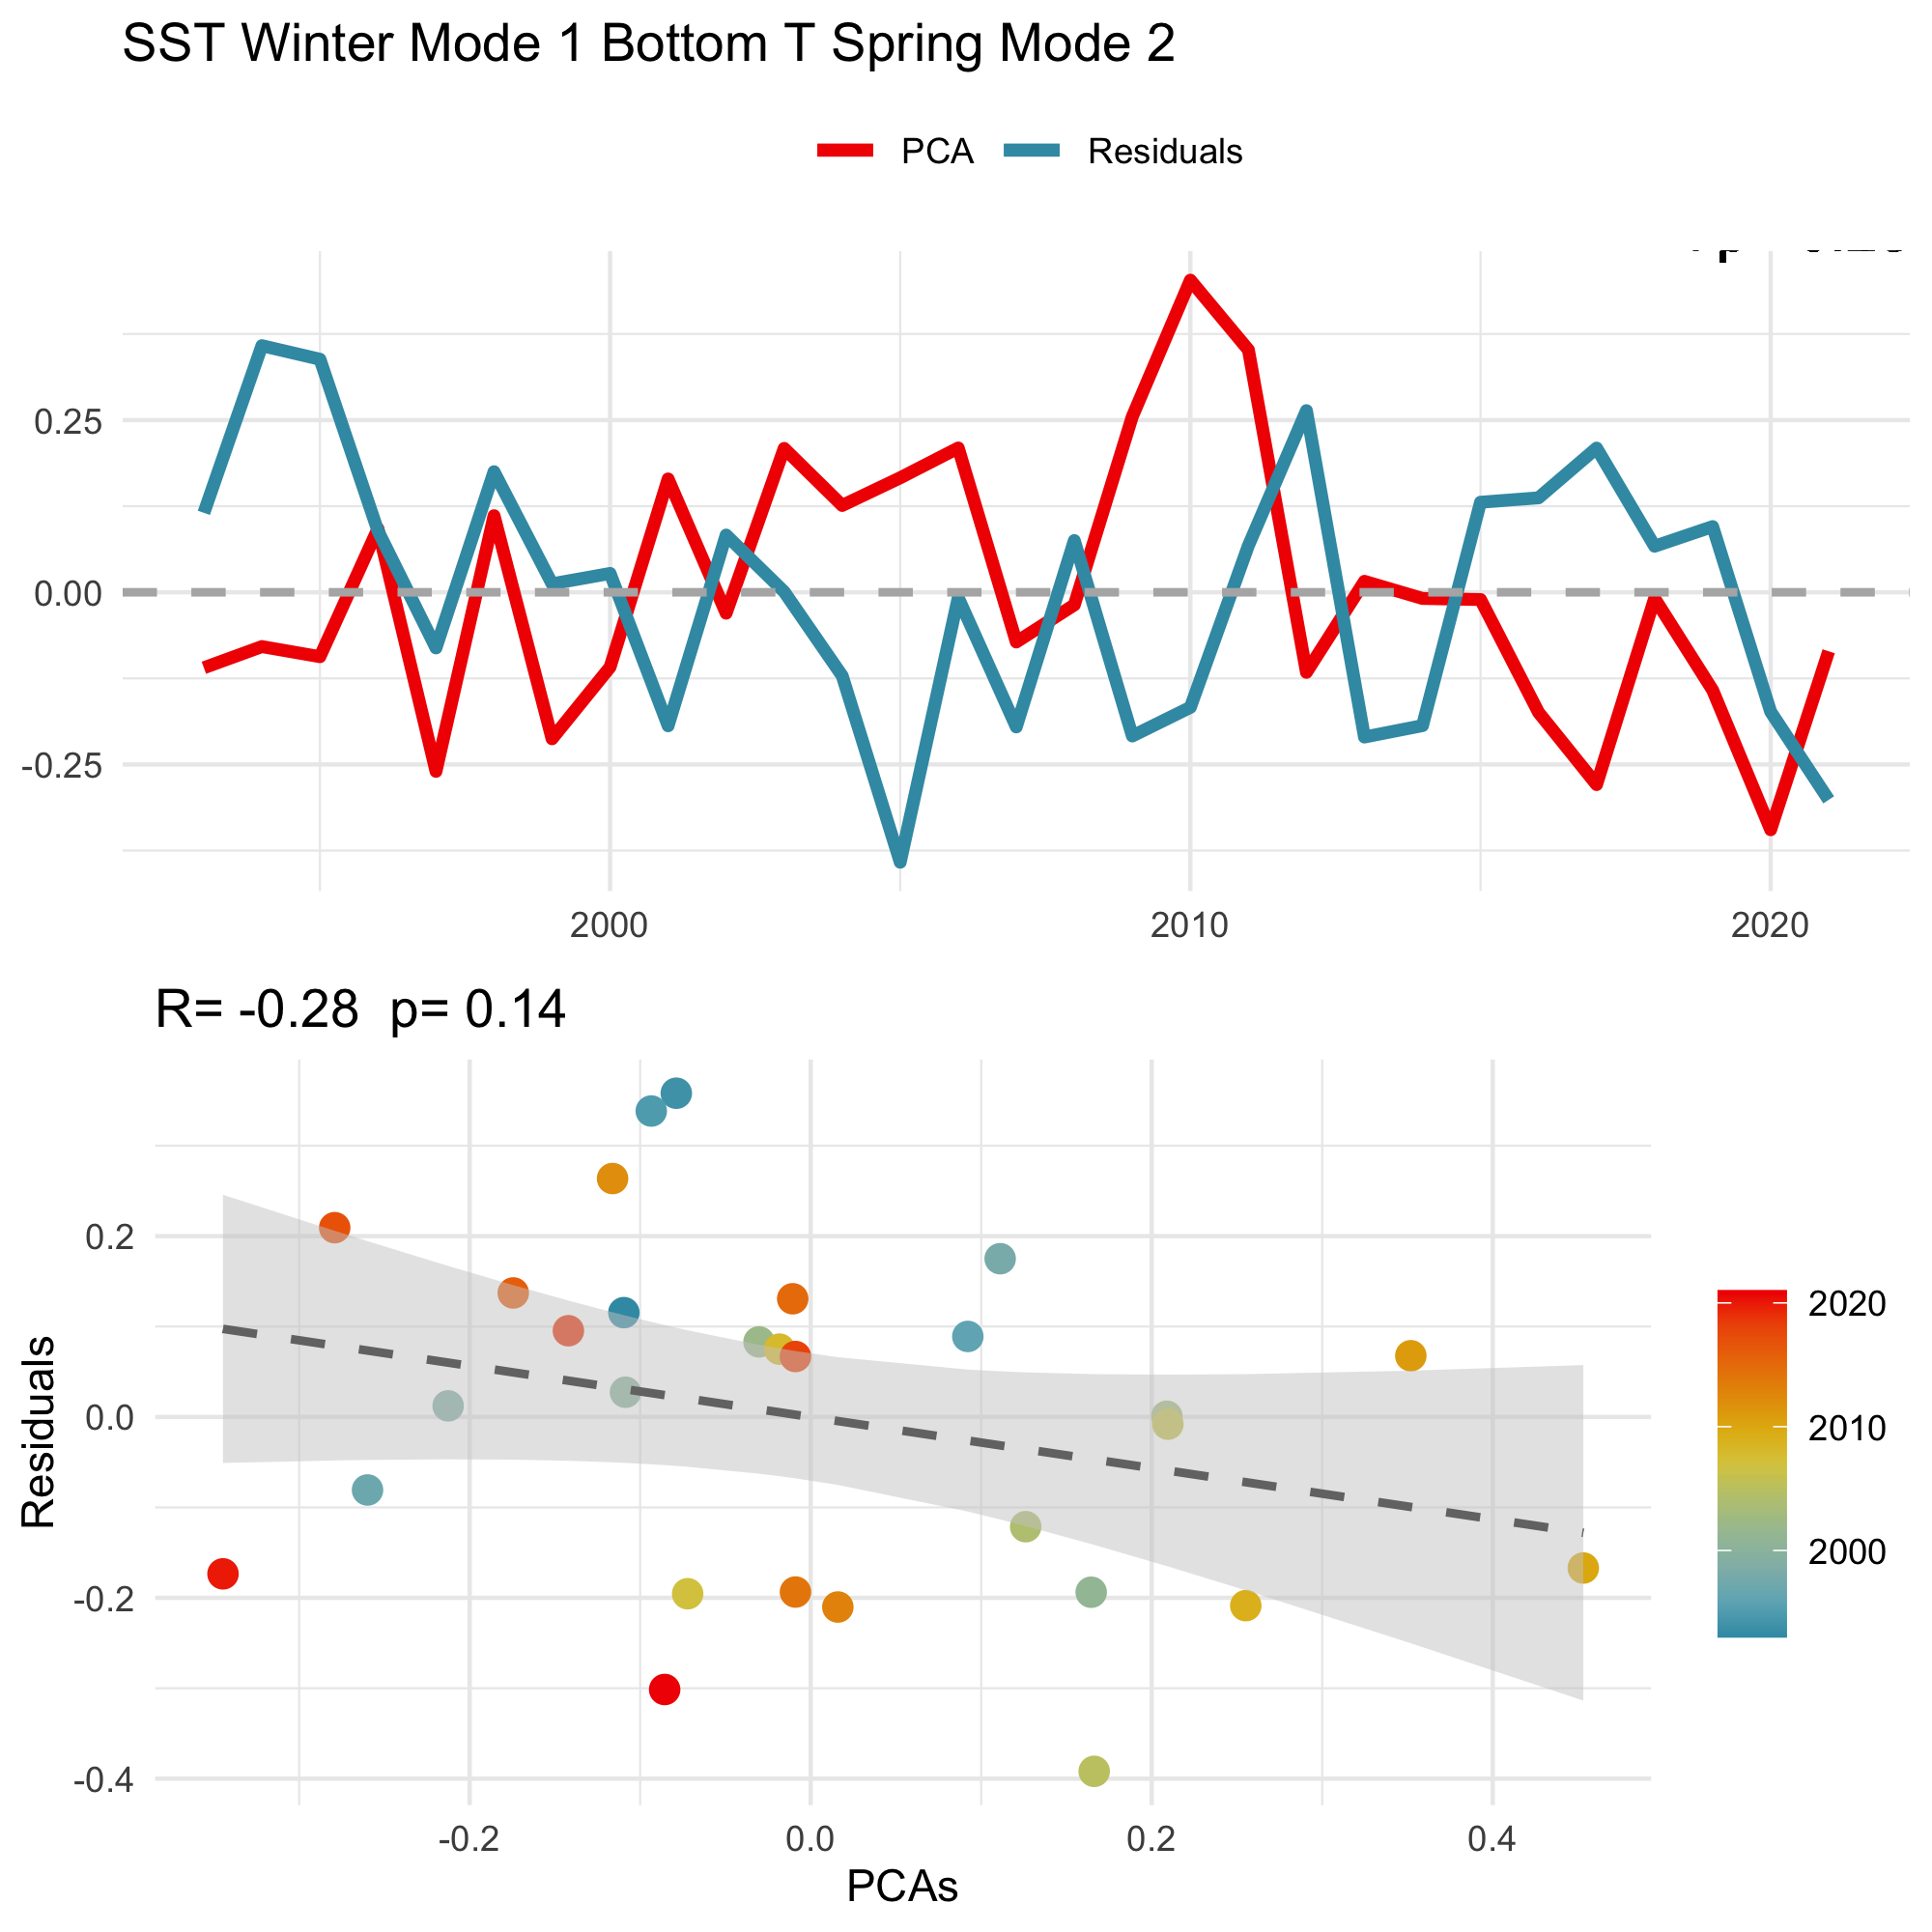 SST Winter Mode 1 Bottom T Spring Mode 2
PCA Residuals
0.25
0.00
-0.25
2000 2010 2020
R= -0.28 p= 0.14
Residuals
0.2
0.0
-0.2
-0.4
-0.2 0.0 0.2 0.4
PCAs
2020
2010
2000